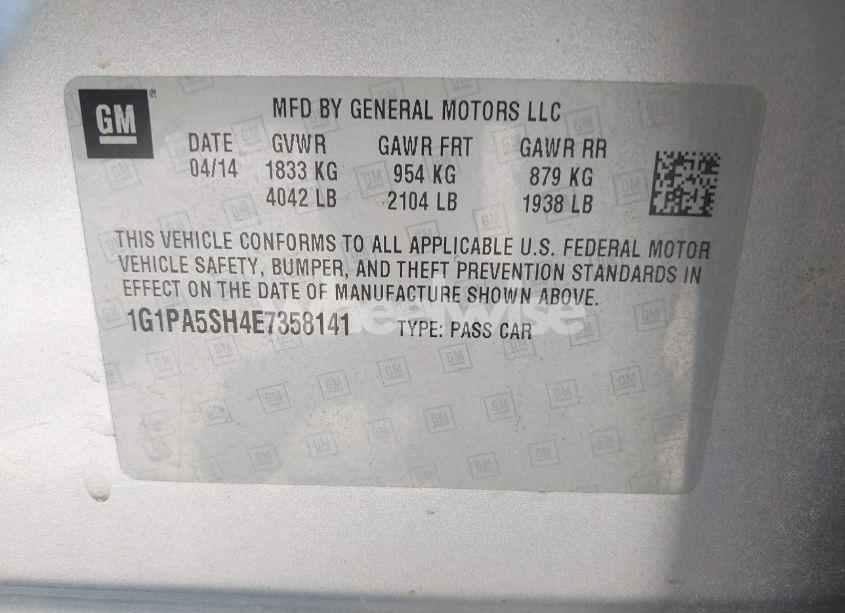 GM ®
MFD BY GENERAL MOTORS LLC
DATE GVWR GAWR FRT GAWR RR
04/14 1833 KG 954 KG 879 KG
4042 LB 2104 LB 1938 LB
THIS VEHICLE CONFORMS TO ALL APPLICABLE U.S. FEDERAL MOTOR
VEHICLE SAFETY, BUMPER, AND THEFT PREVENTION STANDARDS IN
EFFECT ON THE DATE OF MANUFACTURE SHOWN ABOVE.
1G1PA5SH4E7358141 TYPE: PASS CAR